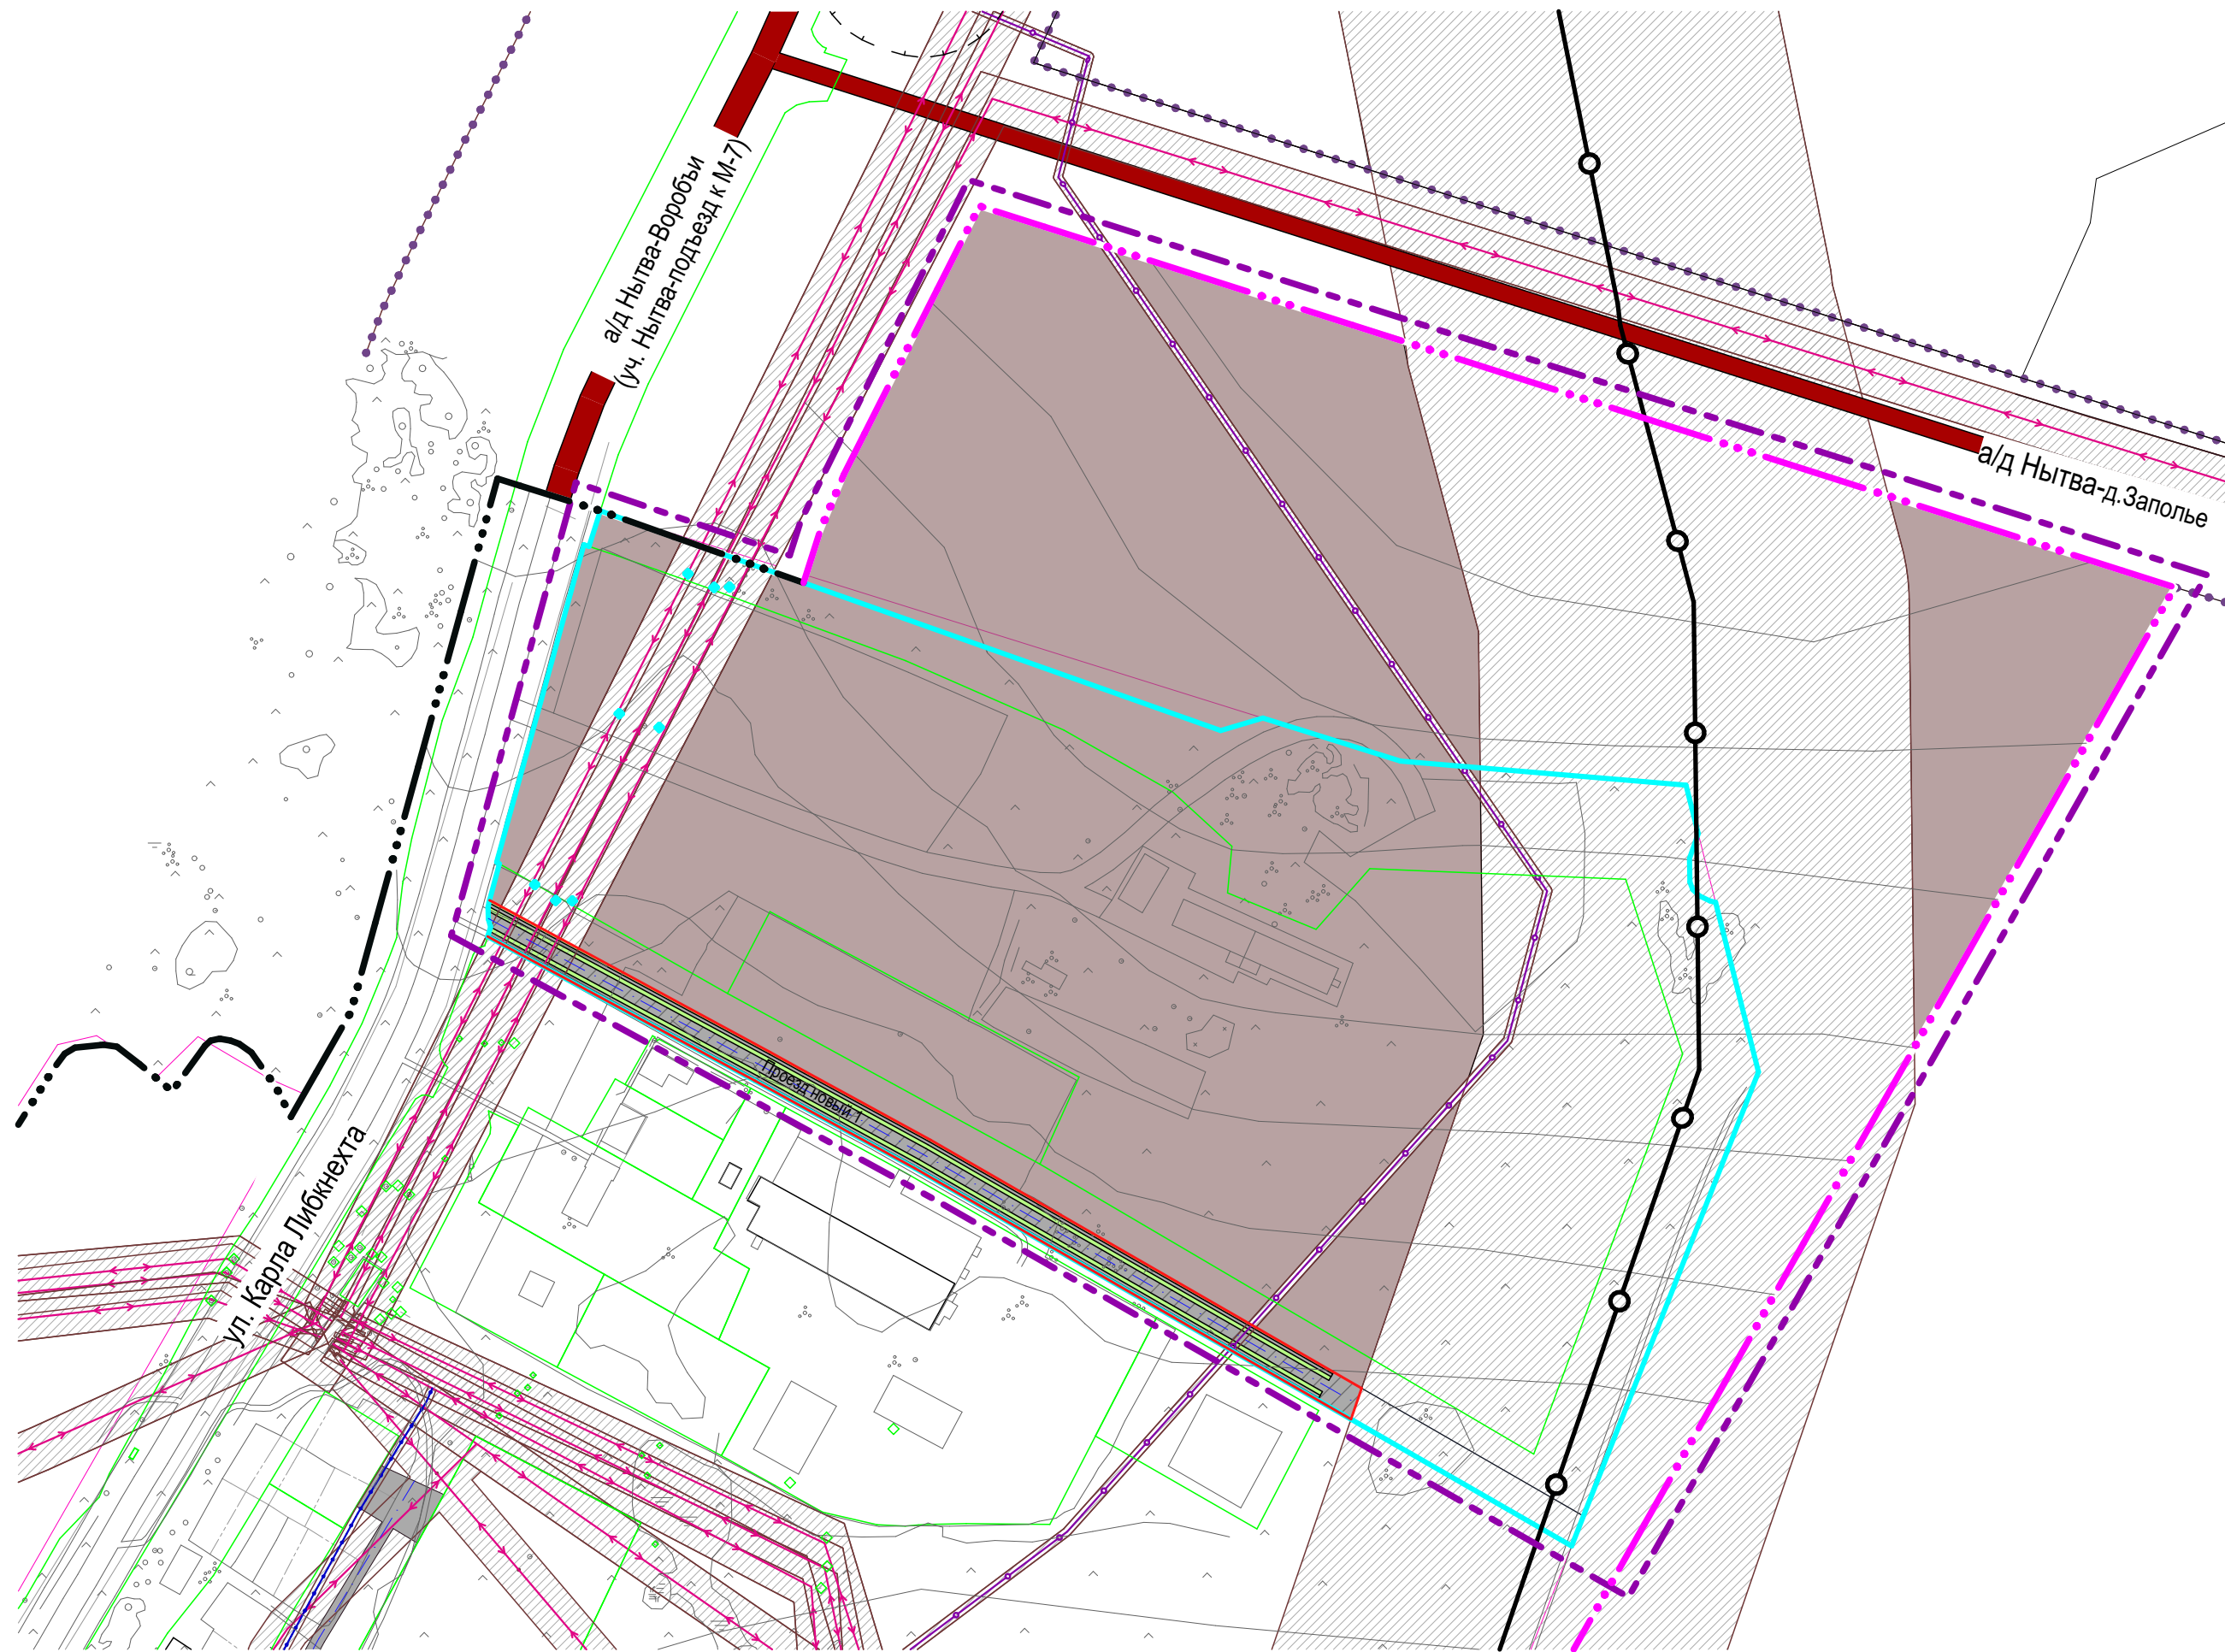 а/д Нытва-Воробьи
(уч. Нытва-подъезд к М-7)
а/д Нытва-д.Заполье
Проезд новый 1
ул. Карла Либкнехта